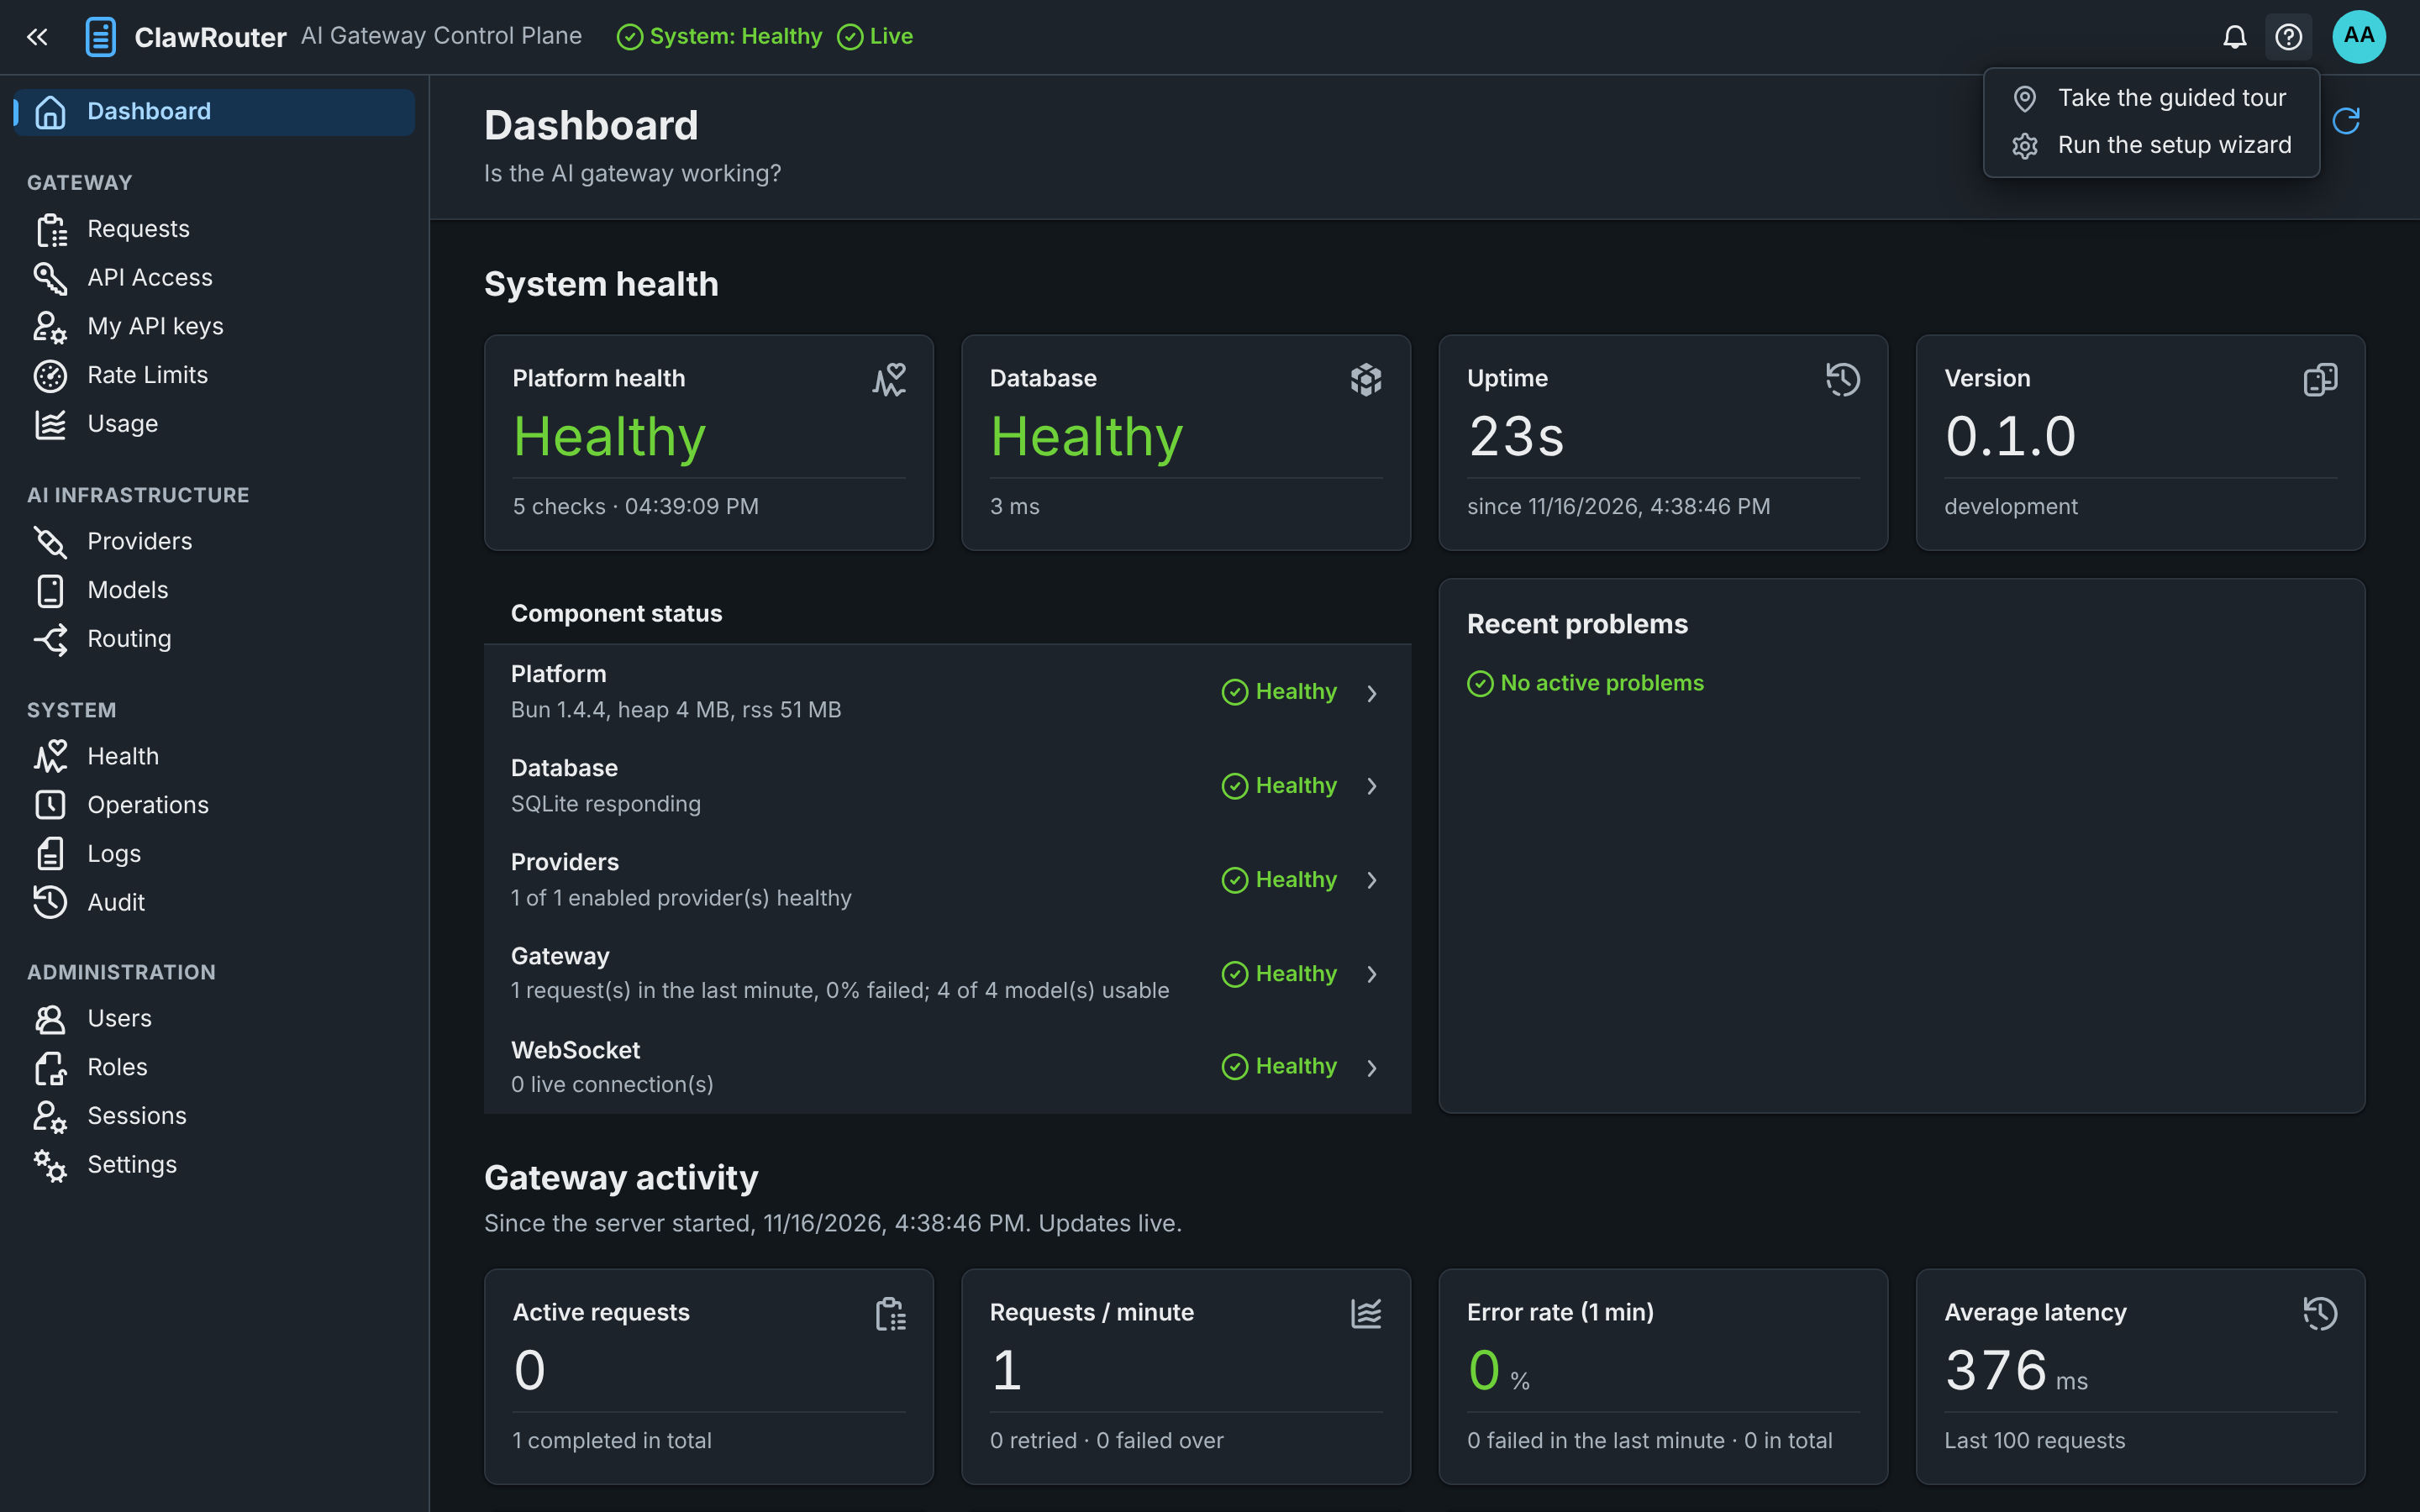 ClawRouter AI Gateway Control Plane System: Healthy Live AA
Take the guided tour
Run the setup wizard
Dashboard
GATEWAY
Requests
API Access
My API keys
Rate Limits
Usage
AI INFRASTRUCTURE
Providers
Models
Routing
SYSTEM
Health
Operations
Logs
Audit
ADMINISTRATION
Users
Roles
Sessions
Settings
Dashboard
Is the AI gateway working?
System health
Platform health
Healthy
5 checks · 04:39:09 PM
Database
Healthy
3 ms
Uptime
23s
since 11/16/2026, 4:38:46 PM
Version
0.1.0
development
Component status
Platform
Bun 1.4.4, heap 4 MB, rss 51 MB
Healthy
Database
SQLite responding
Healthy
Providers
1 of 1 enabled provider(s) healthy
Healthy
Gateway
1 request(s) in the last minute, 0% failed; 4 of 4 model(s) usable
Healthy
WebSocket
0 live connection(s)
Healthy
Recent problems
No active problems
Gateway activity
Since the server started, 11/16/2026, 4:38:46 PM. Updates live.
Active requests
0
1 completed in total
Requests / minute
1
0 retried · 0 failed over
Error rate (1 min)
0 %
0 failed in the last minute · 0 in total
Average latency
376 ms
Last 100 requests